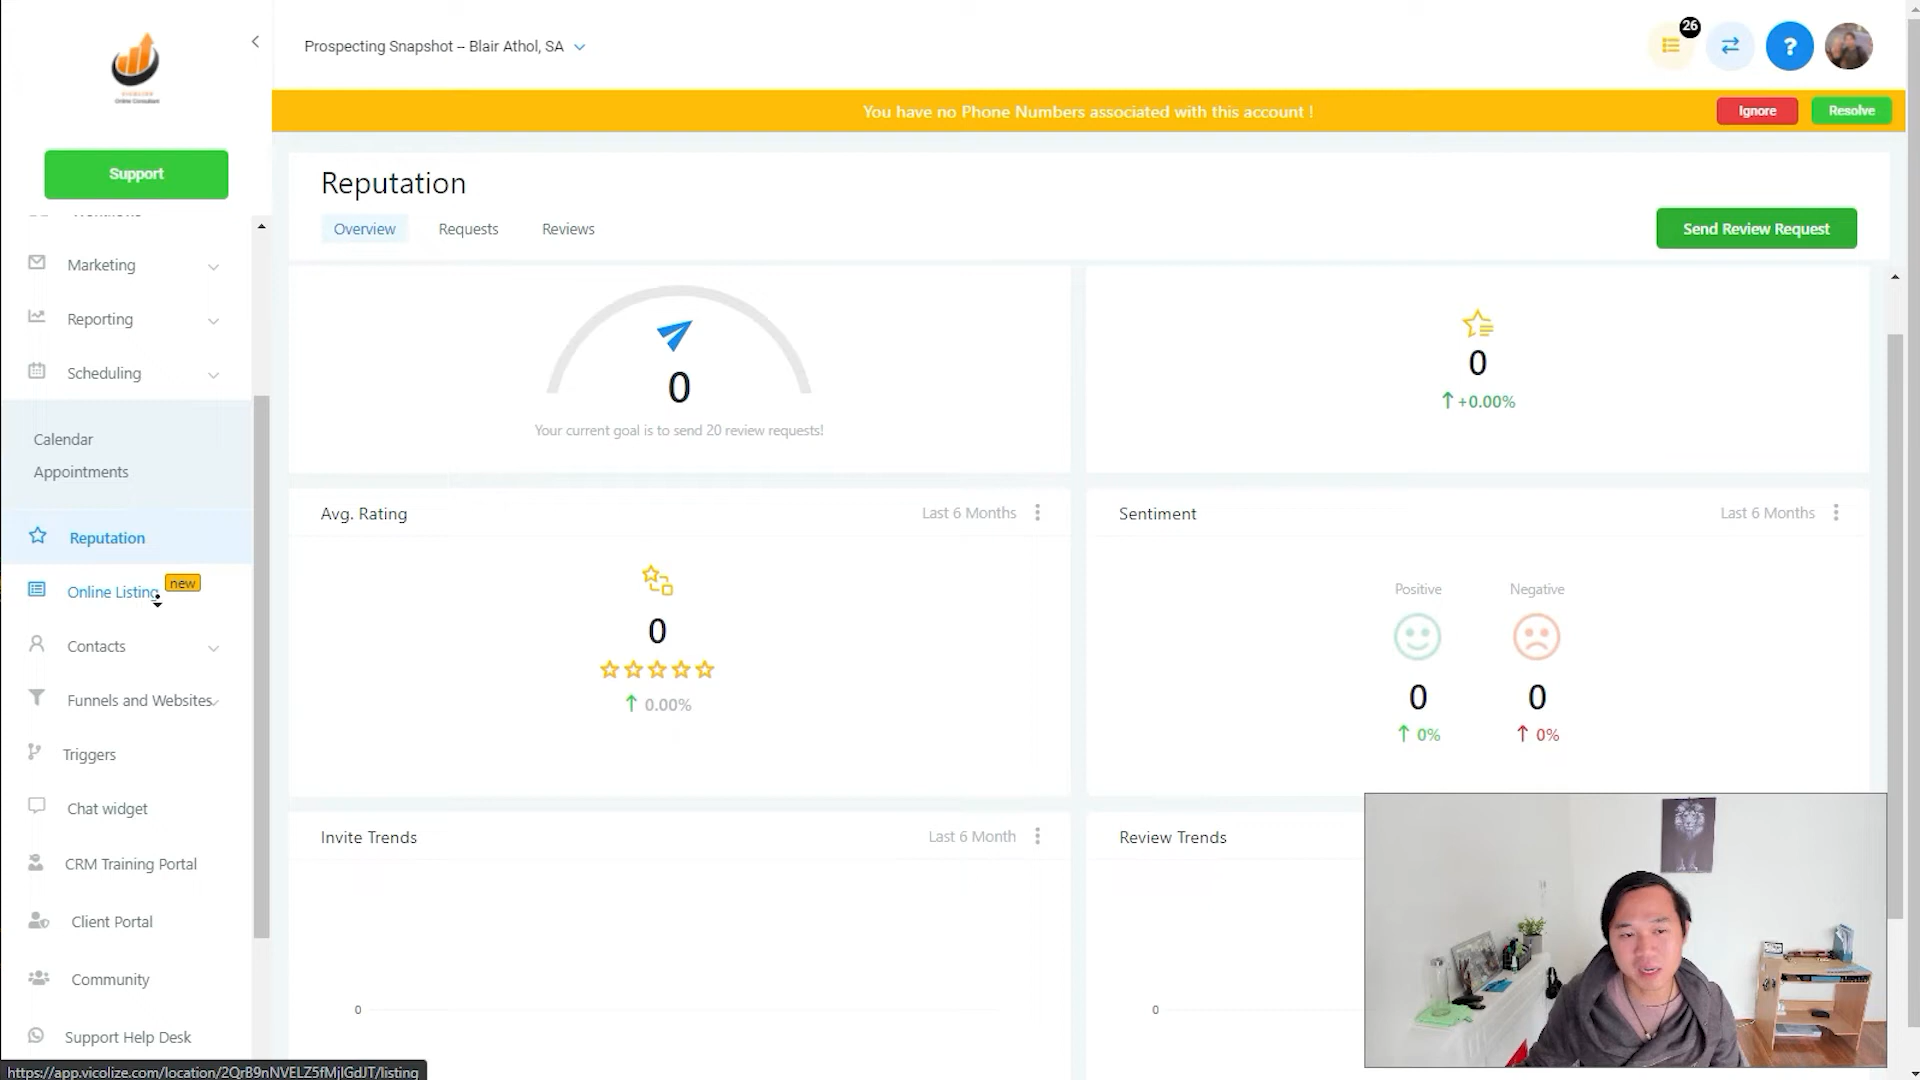 Prospecting Snapshot -- Blair Athol, SA
26
?
You have no Phone Numbers associated with this account !
Ignore
Resolve
Online Consultant
Support
Marketing
Reporting
Scheduling
Calendar
Appointments
Reputation
Online Listing
new
Contacts
Funnels and Websites
Triggers
Chat widget
CRM Training Portal
Client Portal
Community
Support Help Desk
Reputation
Overview
Requests
Reviews
Send Review Request
0
Your current goal is to send 20 review requests!
0
+0.00%
Avg. Rating
Last 6 Months
0
0.00%
Sentiment
Last 6 Months
Positive
Negative
0
0
0%
0%
Invite Trends
Last 6 Month
0
Review Trends
0
https://app.vicolize.com/location/2QrB9nNVELZ5fMjlGdJT/listing